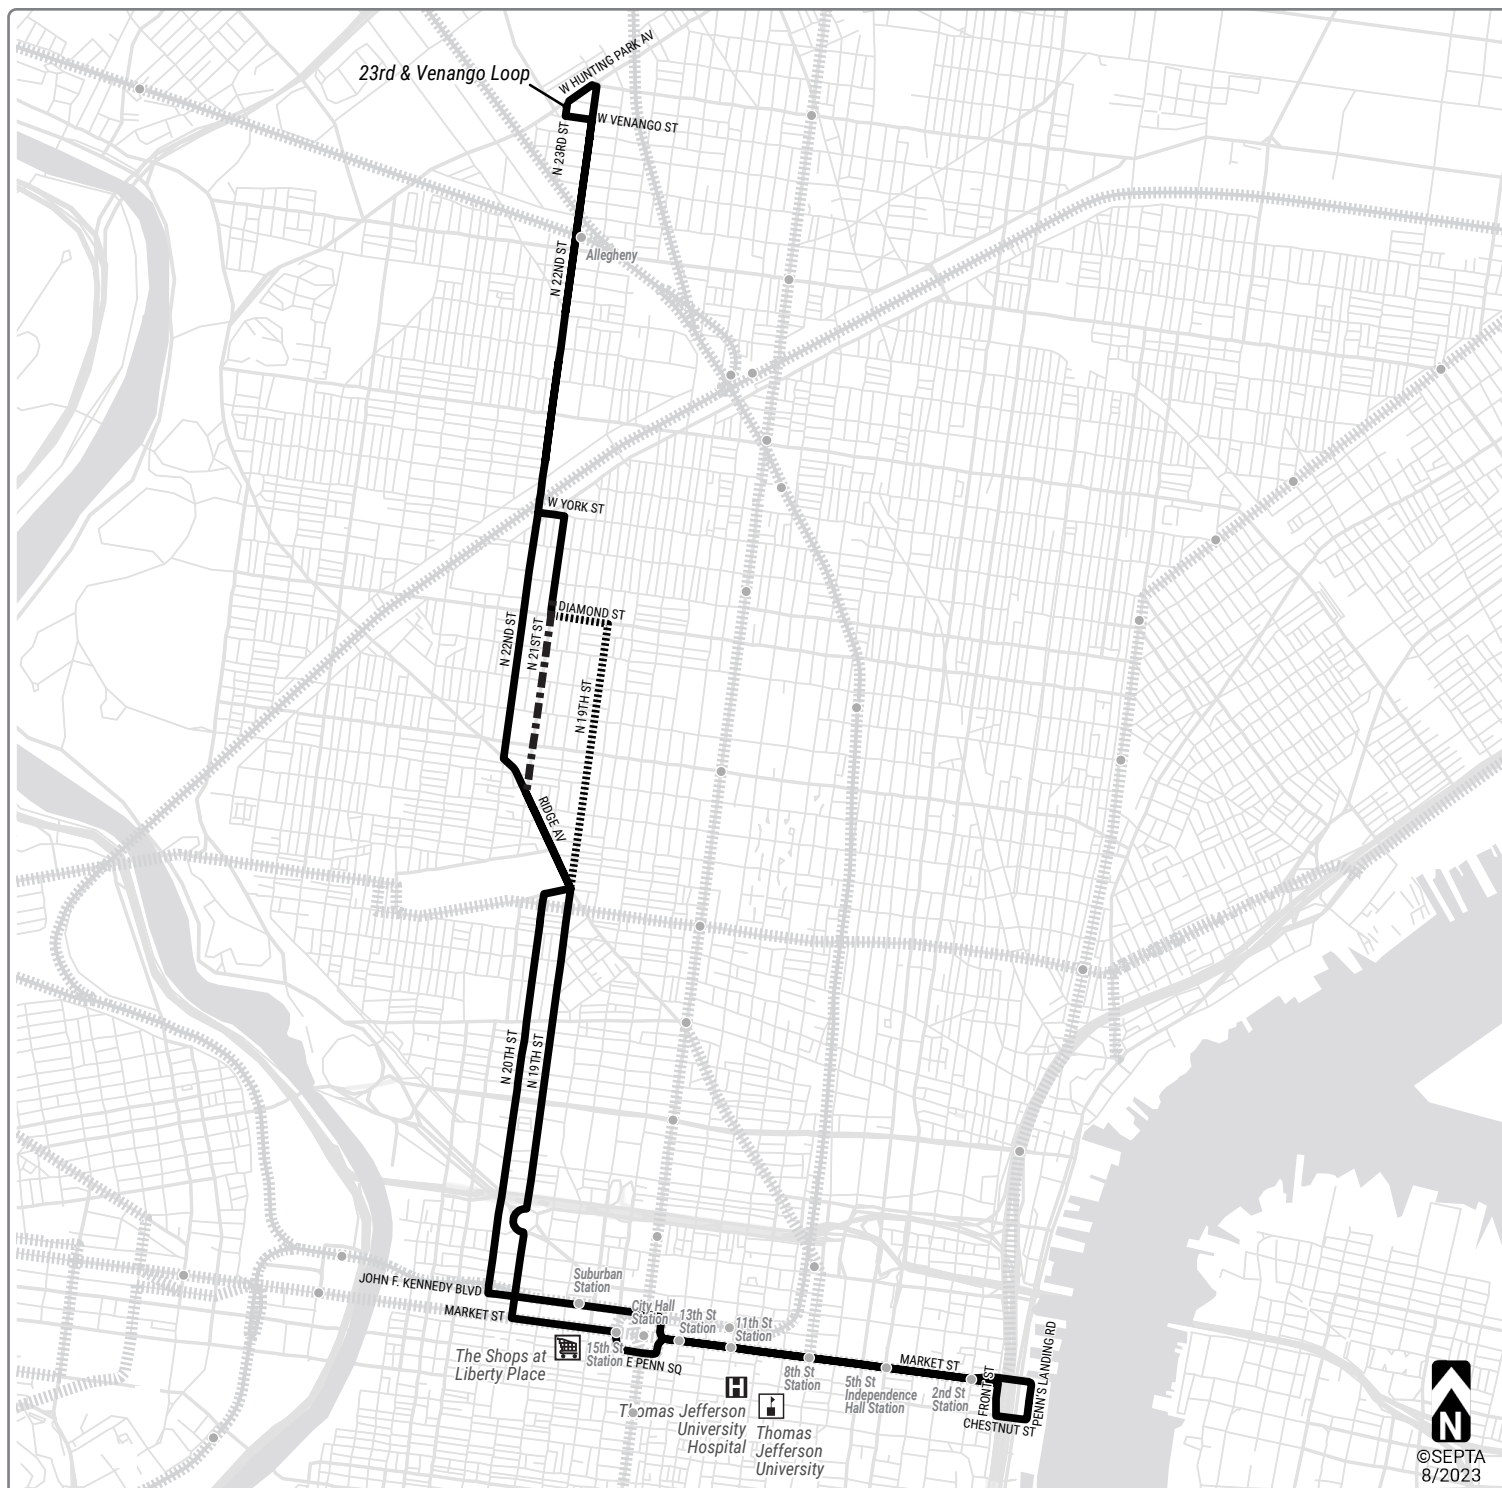 W HUNTING PARK AV
23rd & Venango Loop
W VENANGO ST
N 23RD ST
N 22ND ST
Allegheny
W YORK ST
DIAMOND ST
N 22ND ST
N 21ST ST
N 19TH ST
RIDGE AV
N 20TH ST
N 19TH ST
JOHN F. KENNEDY BLVD
Suburban
Station
MARKET ST
City Hall
Station
13th St
Station
11th St
Station
The Shops at
Liberty Place
15th St
Station
E PENN SQ
8th St
Station
5th St
Independence
Hall Station
MARKET ST
2nd St
Station
FRONT ST
PENN'S LANDING RD
CHESTNUT ST
H
Thomas Jefferson
University
Hospital
Thomas
Jefferson
University
N
©SEPTA
8/2023